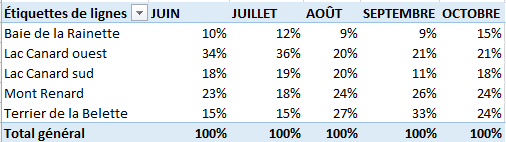 Étiquettes de lignes JUIN JUILLET AOÛT SEPTEMBRE OCTOBRE
Baie de la Rainette 10% 12% 9% 9% 15%
Lac Canard ouest 34% 36% 20% 21% 21%
Lac Canard sud 18% 19% 20% 11% 18%
Mont Renard 23% 18% 24% 26% 24%
Terrier de la Belette 15% 15% 27% 33% 24%
Total général 100% 100% 100% 100% 100%